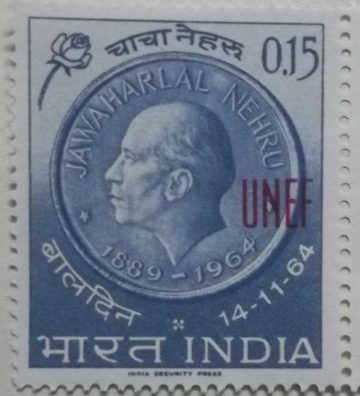 चाचा नेहरू
0.15
JAWAHARLAL NEHRU
UNEF
1889-1964
बालदिन
14-11-64
भारत INDIA
INDIA SECURITY PRESS